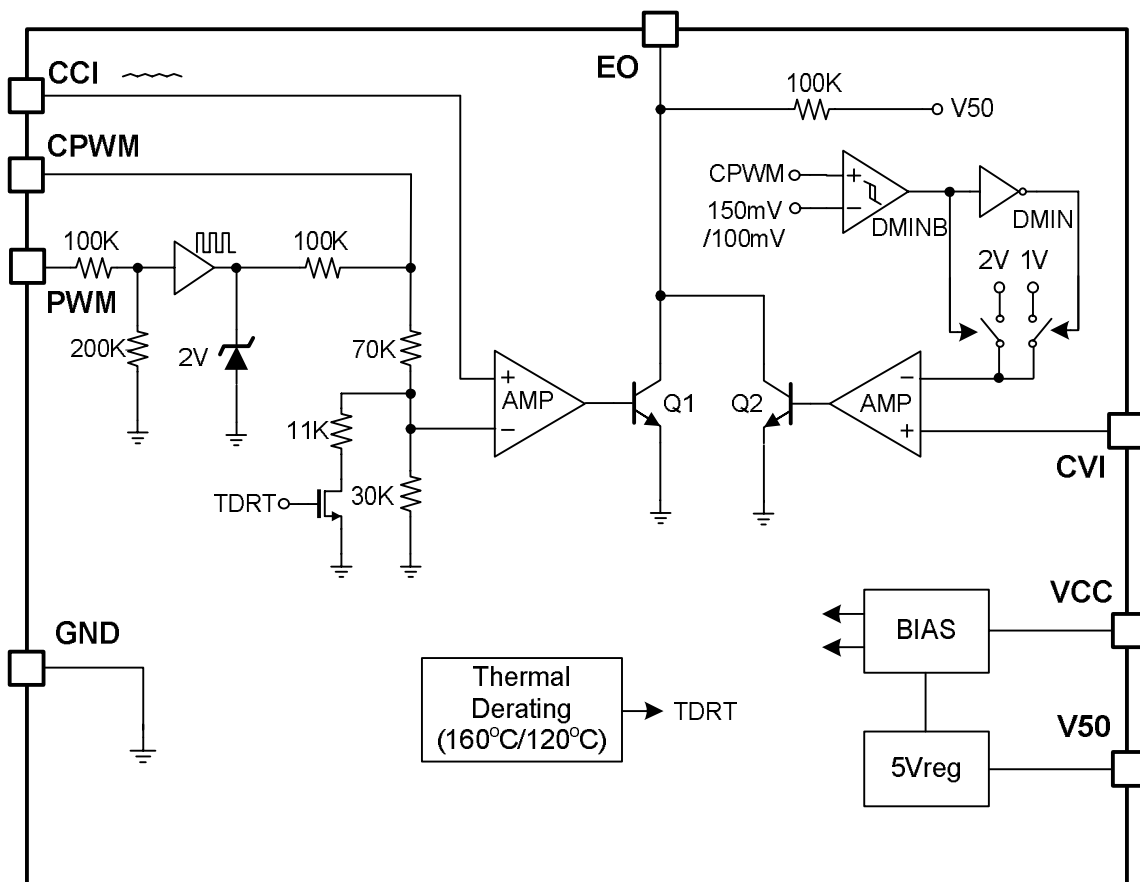 CCI
EO
100K
V50
CPWM
CPWM
150mV
/100mV
DMINB
DMIN
100K
100K
PWM
2V
1V
200K
2V
70K
AMP
Q1
Q2
AMP
11K
CVI
TDRT
30K
VCC
GND
BIAS
Thermal
Derating
(160°C/120°C)
TDRT
V50
5Vreg
+
−
+
−
−
+